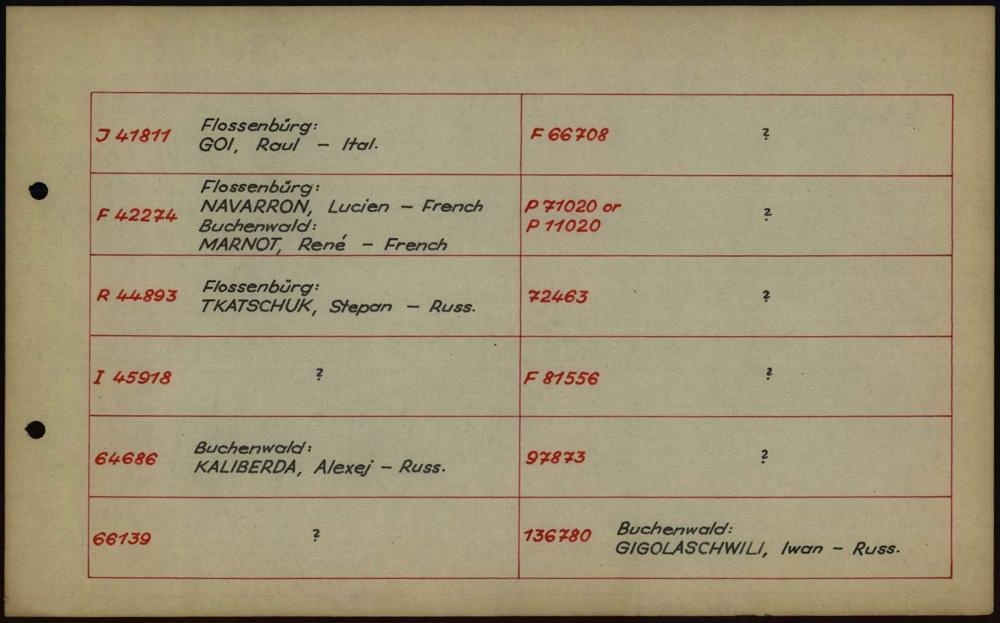 J 41811
Flossenbürg:
GOI, Raul – Ital.
F 66708
?
F 42274
Flossenbürg:
NAVARRON, Lucien – French
Buchenwald:
MARNOT, René – French
P 71020 or
P 11020
?
R 44893
Flossenbürg:
TKATSCHUK, Stepan – Russ.
72463
?
I 45918
?
F 81556
?
64686
Buchenwald:
KALIBERDA, Alexej – Russ.
97873
?
66139
?
136780
Buchenwald:
GIGOLASCHWILI, Iwan – Russ.